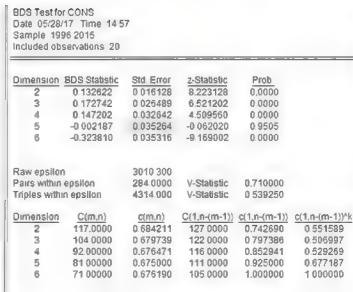 BDS Test for CONS
Date 05/28/17 Time 14 57
Sample 1996 2015
Included observations 20
Dimension BDS Statistic Std Error z-Statistic Prob
2 0 132622 0 016128 8.223128 0.0000
3 0 172742 0 026489 6.521202 0.0000
4 0 147202 0 032642 4.509560 0.0000
5 -0 002187 0.035264 -0 062020 0.9505
6 -0.323810 0 035316 -9 169002 0.0000
Raw epsilon 3010 300
Pairs within epsilon 284 0000 V-Statistic 0.710000
Triples within epsilon 4314 000 V-Statistic 0 539250
Dimension C(m,n) c(m,n) C(1,n-(m-1)) c(1,n-(m-1)) c(1,n-(m-1))^k
2 117.0000 0 684211 127 0000 0.742690 0 551589
3 104 0000 0 679739 122 0000 0 797386 0.506997
4 92.00000 0 676471 116 0000 0.852941 0 529269
5 81 00000 0 675000 111 0000 0.925000 0 677187
6 71 00000 0 676190 105 0000 1.000000 1 000000